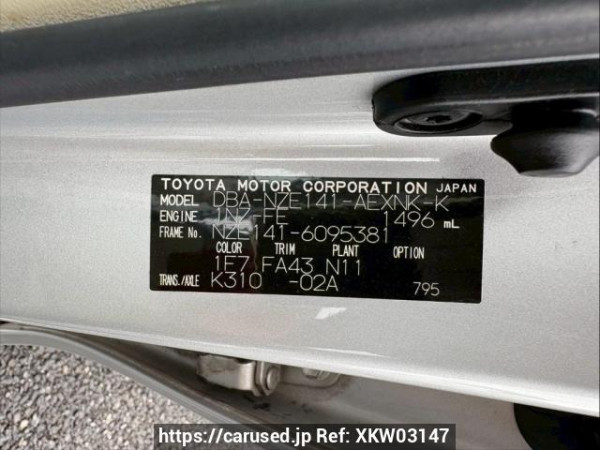 TOYOTA MOTOR CORPORATION JAPAN
MODEL DBA-NZE141-AEXNK-K
ENGINE 1NZ-FE 1496 mL
FRAME No. NZE141-6095381
COLOR TRIM PLANT OPTION
1E7 FA43 N11
TRANS./AXLE K310 -02A 795
https://carused.jp Ref: XKW03147